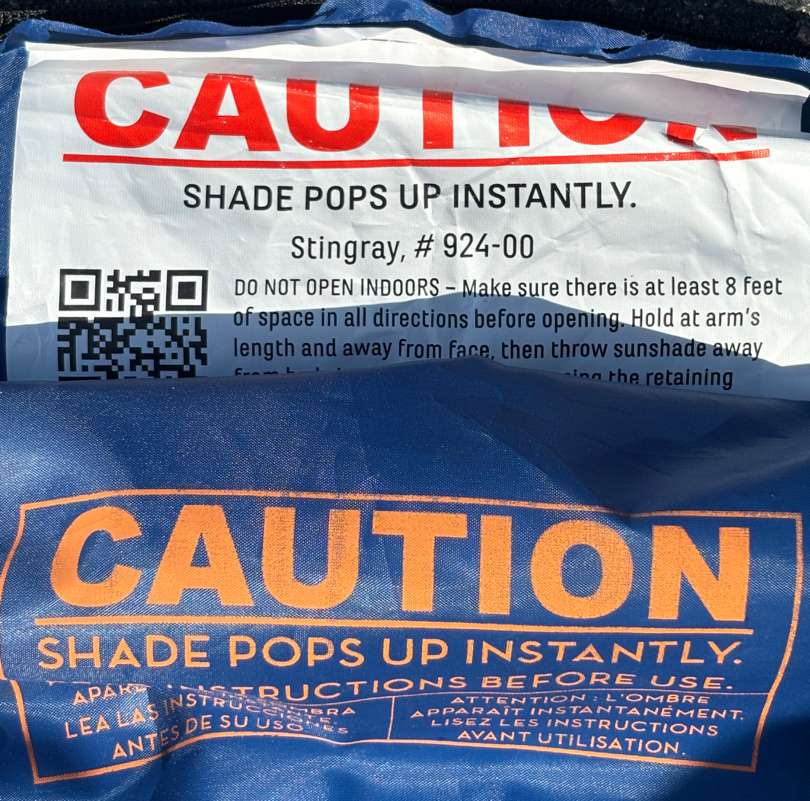 CAUTION
SHADE POPS UP INSTANTLY.
Stingray, # 924-00
DO NOT OPEN INDOORS – Make sure there is at least 8 feet
of space in all directions before opening. Hold at arm's
length and away from face, then throw sunshade away
the retaining
CAUTION
SHADE POPS UP INSTANTLY.
INSTRUCTIONS BEFORE USE.
LEA LAS INSTRUCCIONES
ANTES DE SU USO
ATTENTION : L'OMBRE
APPARAÎT INSTANTANÉMENT.
LISEZ LES INSTRUCTIONS
AVANT UTILISATION.